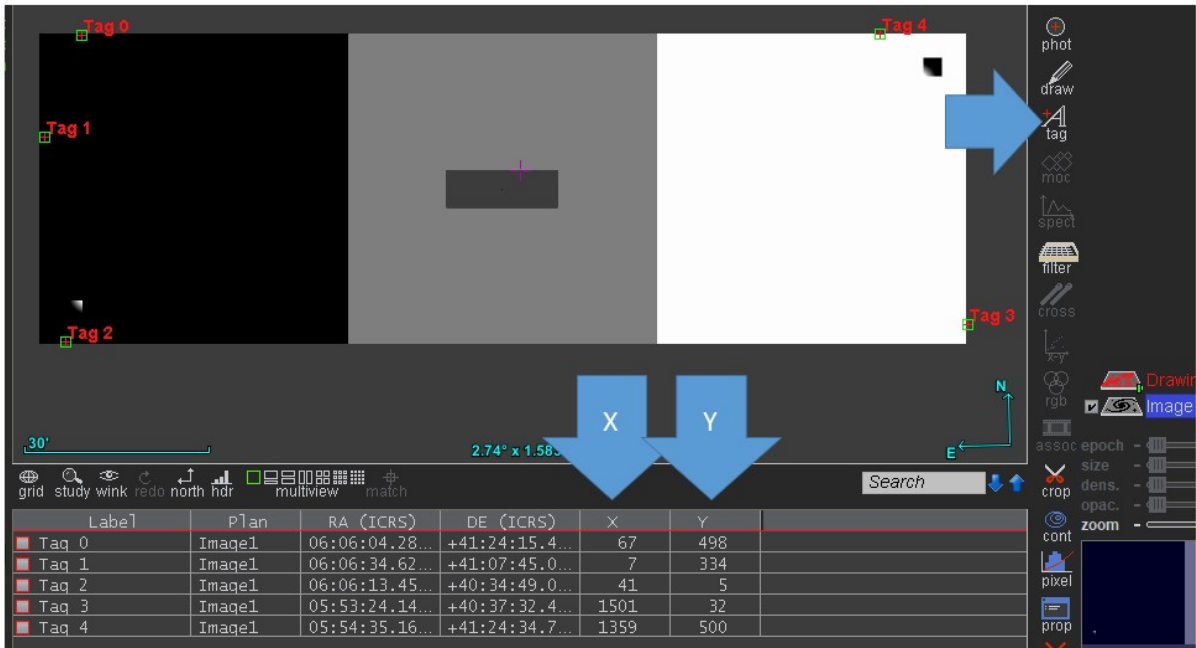 Tag 0
Tag 4
Tag 1
Tag 2
Tag 3
phot
draw
tag
moc
spect
filter
cross
x-y
rgb
assoc
crop
cont
pixel
prop
X
Y
N
E
30'
2.74° x 1.58
Drawin
Image
epoch
size
dens.
opac.
zoom
grid study wink redo north hdr multiview match
Search
Label Plan RA (ICRS) DE (ICRS) X Y
Tag 0 Image1 06:06:04.28... +41:24:15.4... 67 498
Tag 1 Image1 06:06:34.62... +41:07:45.0... 7 334
Tag 2 Image1 06:06:13.45... +40:34:49.0... 41 5
Tag 3 Image1 05:53:24.14... +40:37:32.4... 1501 32
Tag 4 Image1 05:54:35.16... +41:24:34.7... 1359 500